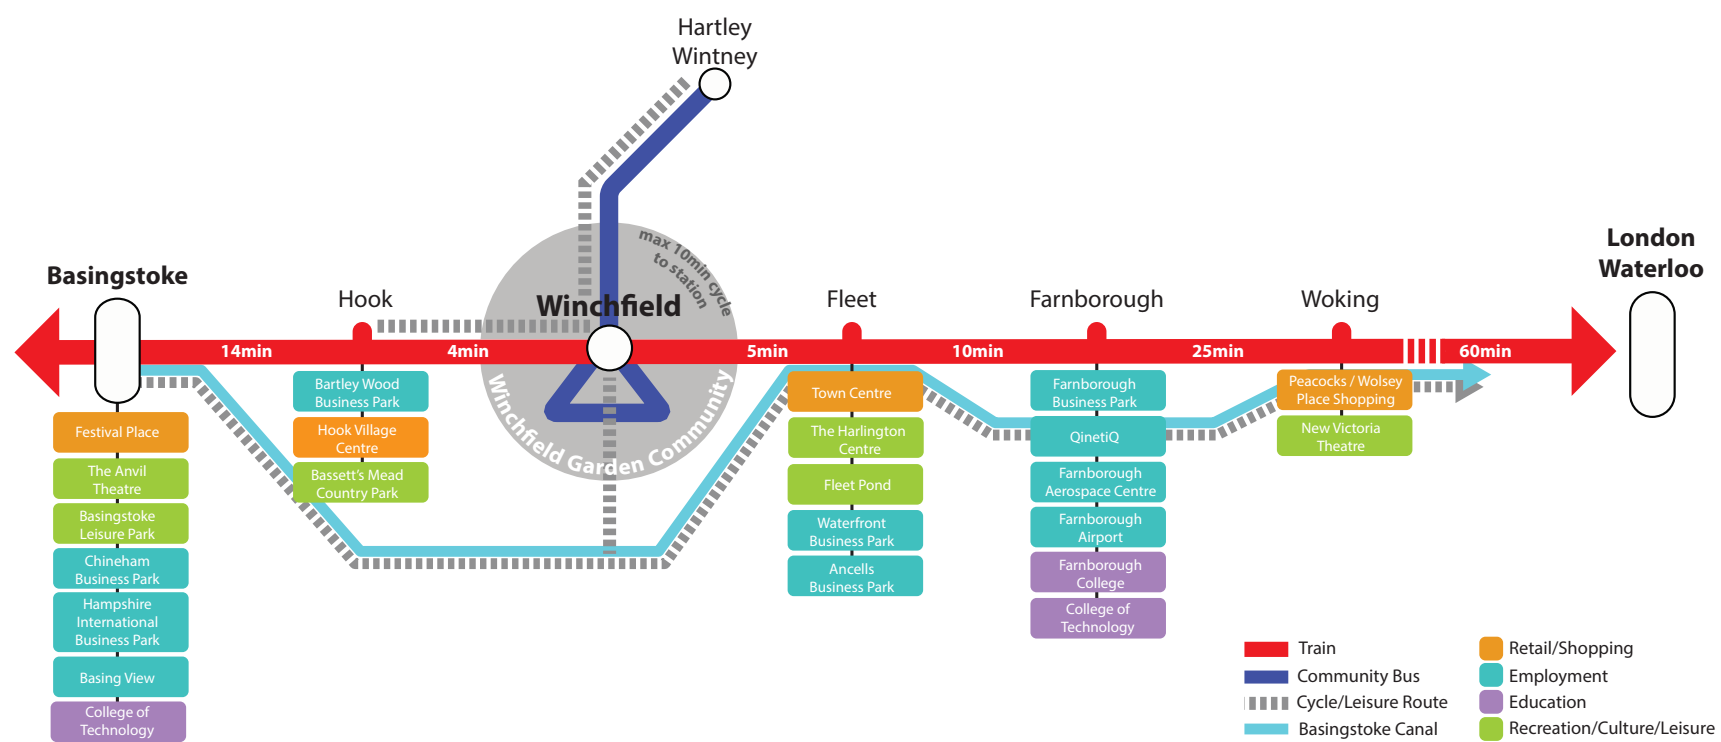 Hartley
Wintney
max 10min cycle
to station
London
Waterloo
Basingstoke
Hook
Winchfield
Fleet
Farnborough
Woking
14min
4min
5min
10min
25min
60min
Winchfield Garden Community
Festival Place
The Anvil
Theatre
Basingstoke
Leisure Park
Chineham
Business Park
Hampshire
International
Business Park
Basing View
College of
Technology
Bartley Wood
Business Park
Hook Village
Centre
Bassett's Mead
Country Park
Town Centre
The Harlington
Centre
Fleet Pond
Waterfront
Business Park
Ancells
Business Park
Farnborough
Business Park
QinetiQ
Farnborough
Aerospace Centre
Farnborough
Airport
Farnborough
College
College of
Technology
Peacocks / Wolsey
Place Shopping
New Victoria
Theatre
Train
Community Bus
Cycle/Leisure Route
Basingstoke Canal
Retail/Shopping
Employment
Education
Recreation/Culture/Leisure